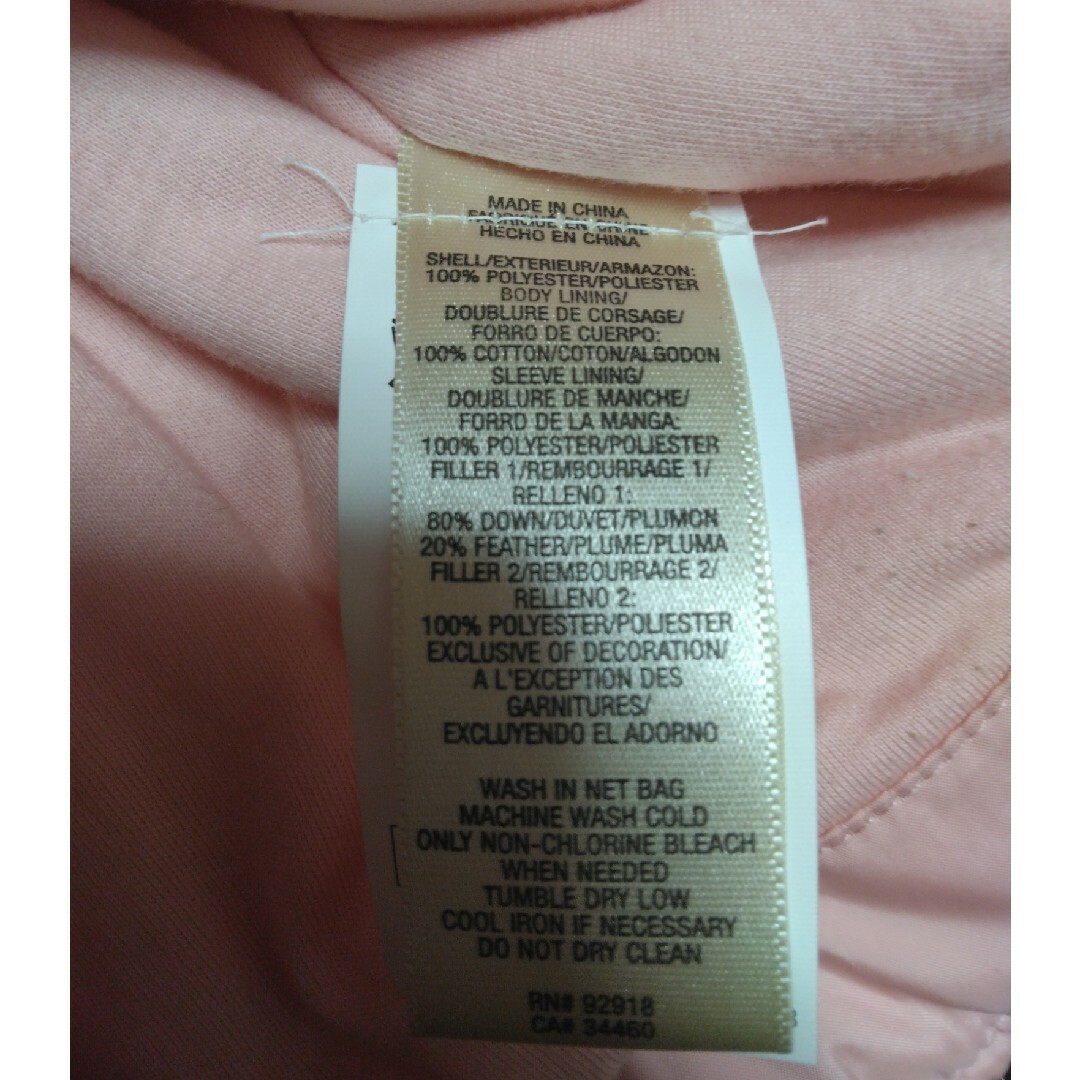 MADE IN CHINA
FABRIQUE EN CHINE
HECHO EN CHINA
SHELL/EXTERIEUR/ARMAZON:
100% POLYESTER/POLIESTER
BODY LINING/
DOUBLURE DE CORSAGE/
FORRO DE CUERPO:
100% COTTON/COTON/ALGODON
SLEEVE LINING/
DOUBLURE DE MANCHE/
FORRO DE LA MANGA:
100% POLYESTER/POLIESTER
FILLER 1/REMBOURRAGE 1/
RELLENO 1:
80% DOWN/DUVET/PLUMON
20% FEATHER/PLUME/PLUMA
FILLER 2/REMBOURRAGE 2/
RELLENO 2:
100% POLYESTER/POLIESTER
EXCLUSIVE OF DECORATION/
A L'EXCEPTION DES
GARNITURES/
EXCLUYENDO EL ADORNO
WASH IN NET BAG
MACHINE WASH COLD
ONLY NON-CHLORINE BLEACH
WHEN NEEDED
TUMBLE DRY LOW
COOL IRON IF NECESSARY
DO NOT DRY CLEAN
RN# 92918
CA# 34460